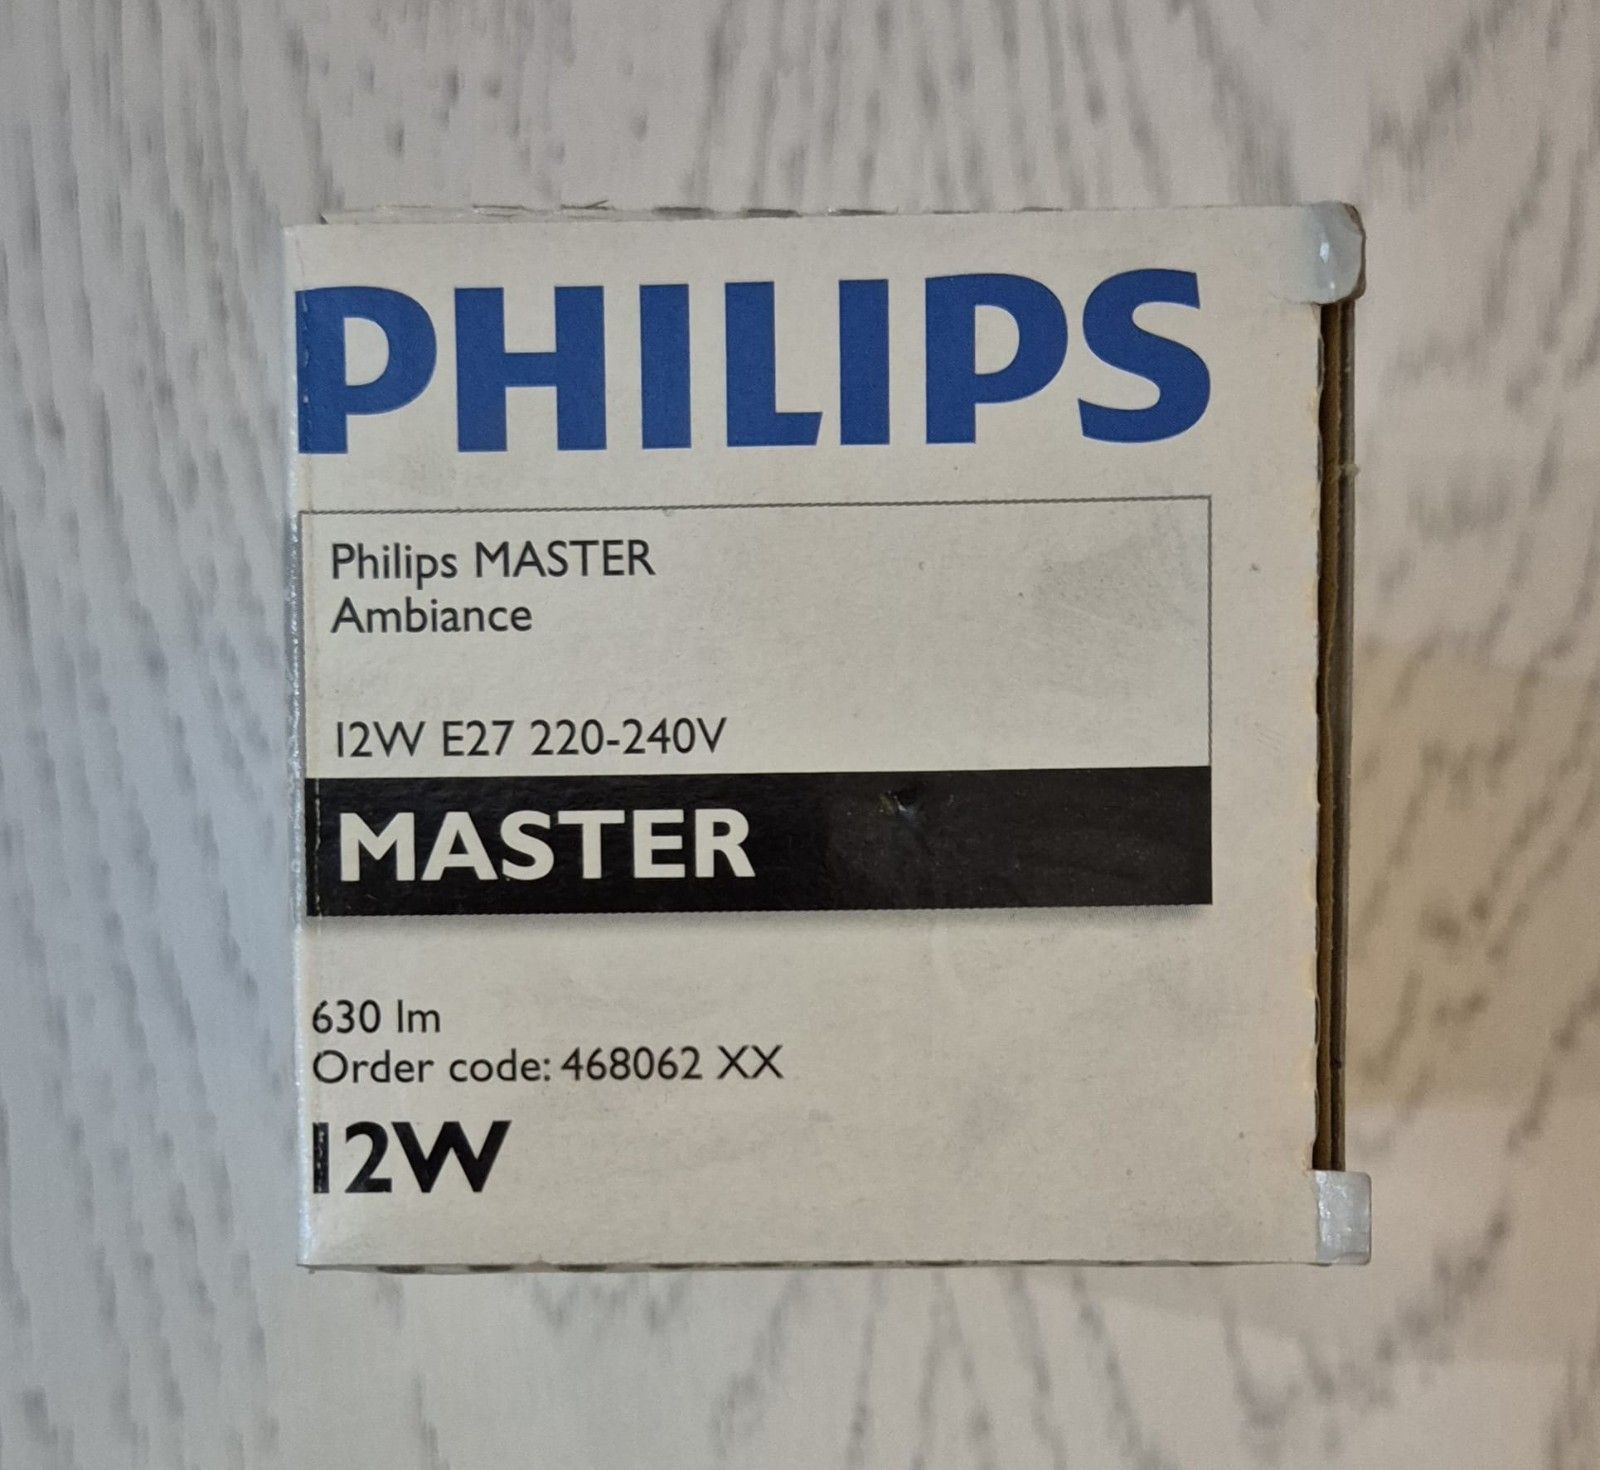 PHILIPS
Philips MASTER
Ambiance
12W E27 220-240V
MASTER
630 lm
Order code: 468062 XX
12W